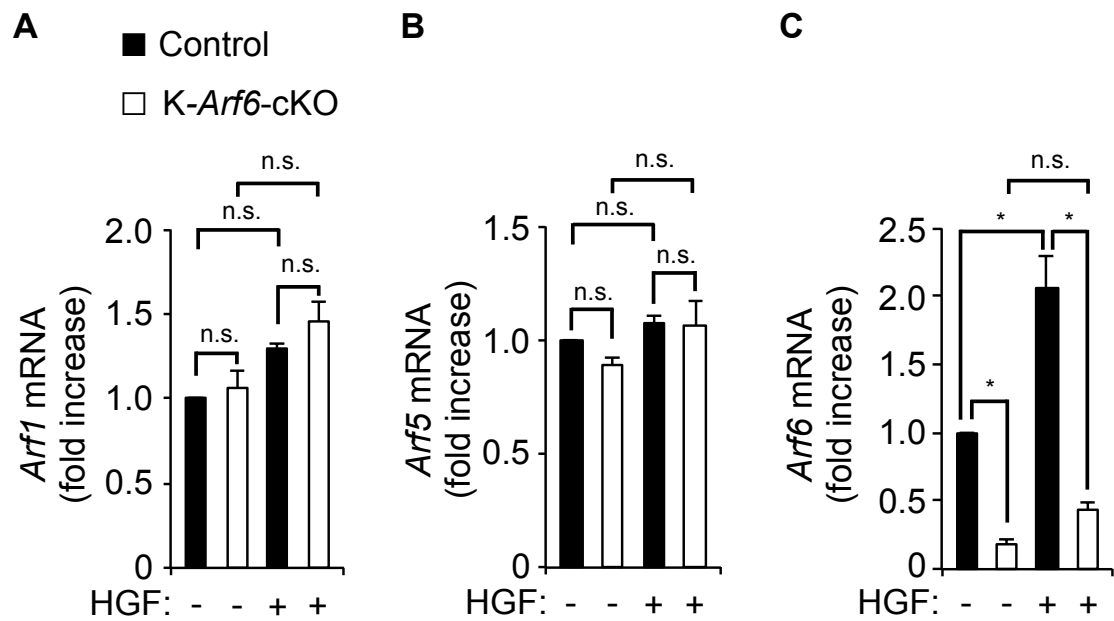 A
■ Control
□ K-Arf6-cKO
n.s.
n.s.
n.s.
n.s.
Arf1 mRNA
(fold increase)
2.0
1.5
1.0
0.5
0
HGF: - - + +
B
n.s.
n.s.
n.s.
n.s.
Arf5 mRNA
(fold increase)
1.5
1.0
0.5
0
HGF: - - + +
C
n.s.
* *
*
Arf6 mRNA
(fold increase)
2.5
2.0
1.5
1.0
0.5
0
HGF: - - + +